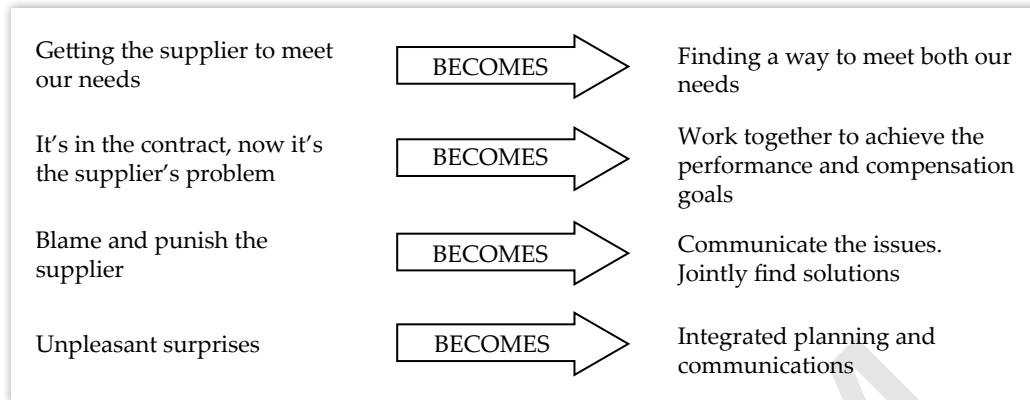 Getting the supplier to meet
our needs
BECOMES
Finding a way to meet both our
needs
It’s in the contract, now it’s
the supplier’s problem
BECOMES
Work together to achieve the
performance and compensation
goals
Blame and punish the
supplier
BECOMES
Communicate the issues.
Jointly find solutions
Unpleasant surprises
BECOMES
Integrated planning and
communications